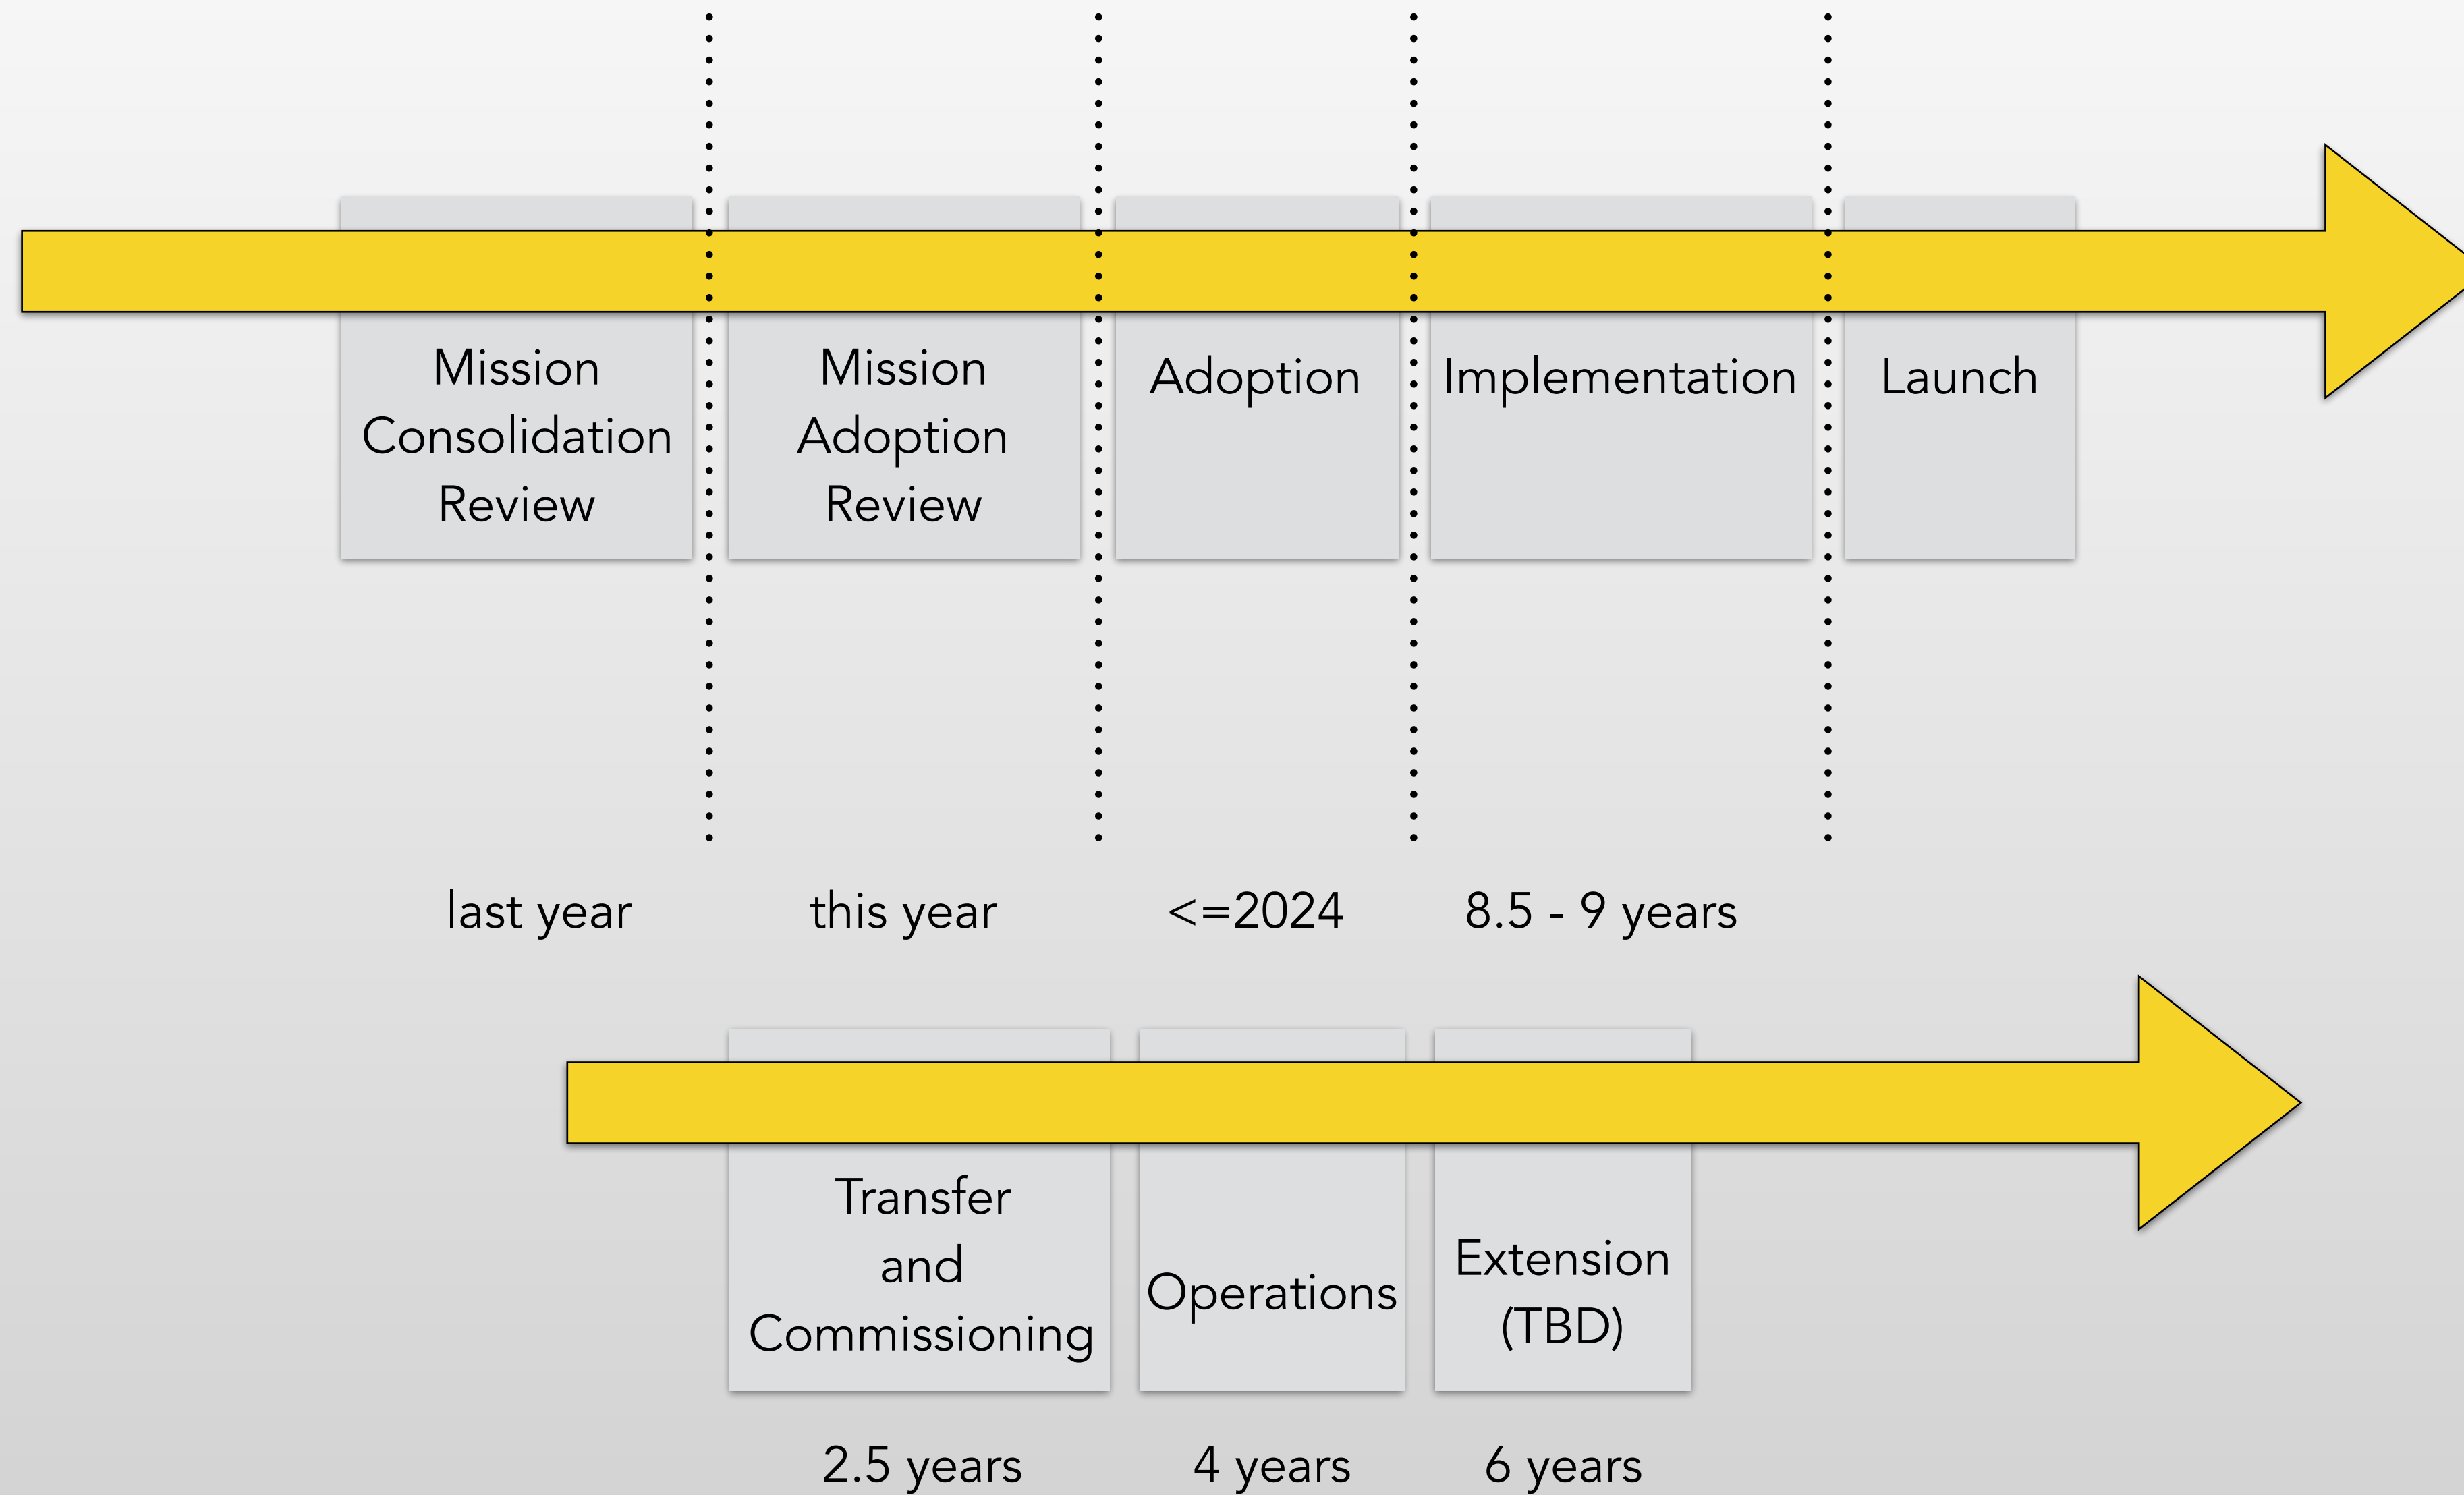 Mission
Consolidation
Review
Mission
Adoption
Review
Adoption
Implementation
Launch
last year
this year
<=2024
8.5 - 9 years
Transfer
and
Commissioning
Operations
Extension
(TBD)
2.5 years
4 years
6 years